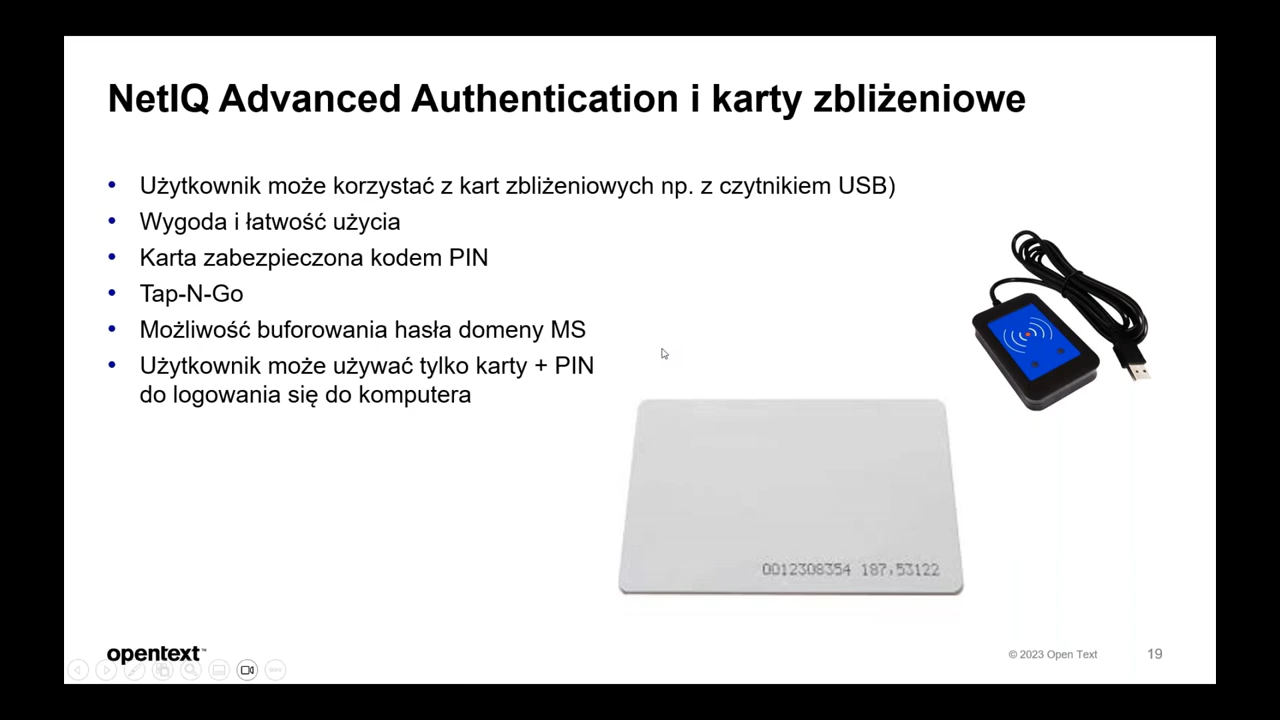 NetIQ Advanced Authentication i karty zbliżeniowe
• Użytkownik może korzystać z kart zbliżeniowych np. z czytnikiem USB)
• Wygoda i łatwość użycia
• Karta zabezpieczona kodem PIN
• Tap-N-Go
• Możliwość buforowania hasła domeny MS
• Użytkownik może używać tylko karty + PIN
do logowania się do komputera
0012308354 187,53122
opentext™
© 2023 Open Text
19